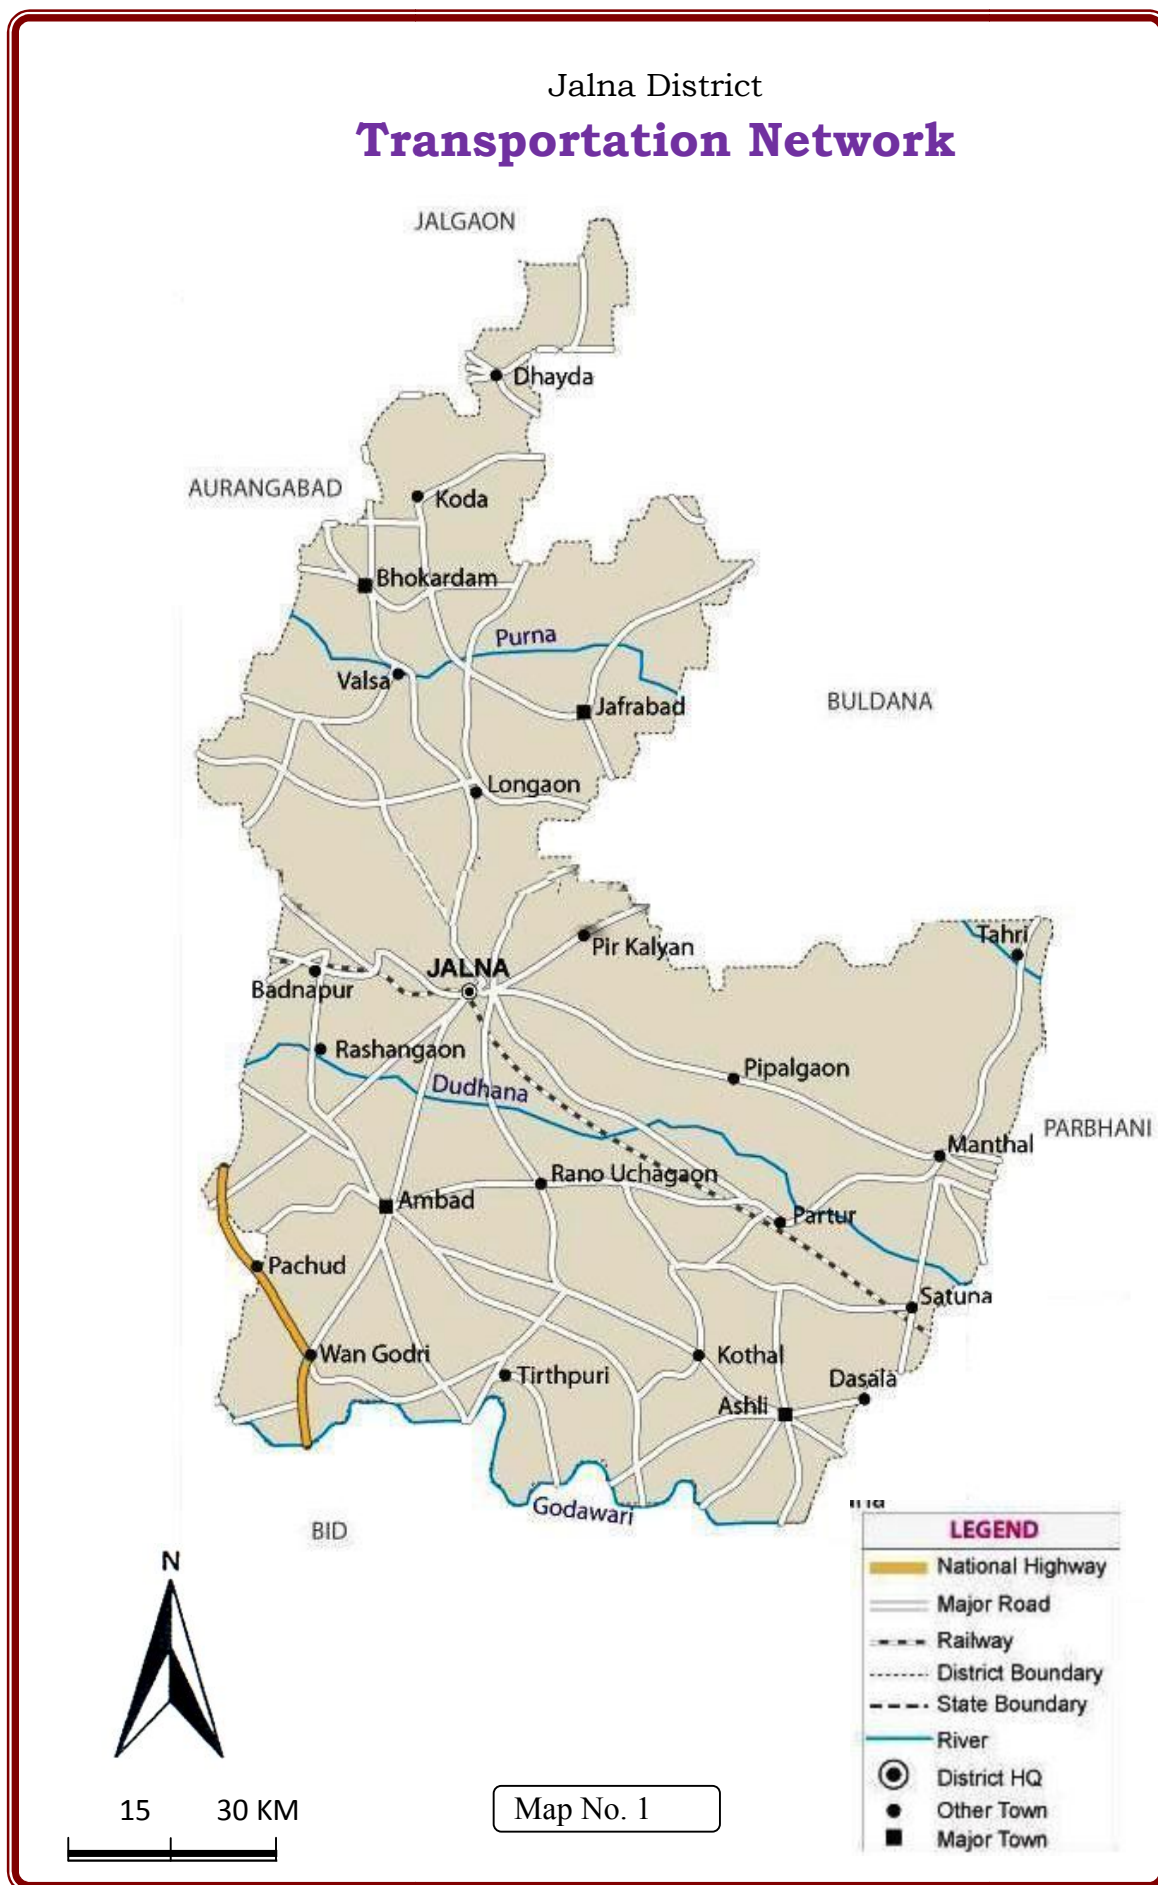 Jalna District
Transportation Network
JALGAON
Dhayda
AURANGABAD
Koda
Bhokardam
Purna
Valsa
Jafrabad
BULDANA
Longaon
Tahri
Pir Kalyan
JALNA
Badnapur
Rashangaon
Pipalgaon
Dudhana
PARBHANI
Manthal
Rano Uchagaon
Ambad
Partur
Pachud
Satuna
Wan Godri
Kothal
Tirthpuri
Dasala
Ashli
Godawari
BID
LEGEND
National Highway
Major Road
Railway
District Boundary
State Boundary
River
District HQ
Other Town
Major Town
N
15 30 KM
Map No. 1